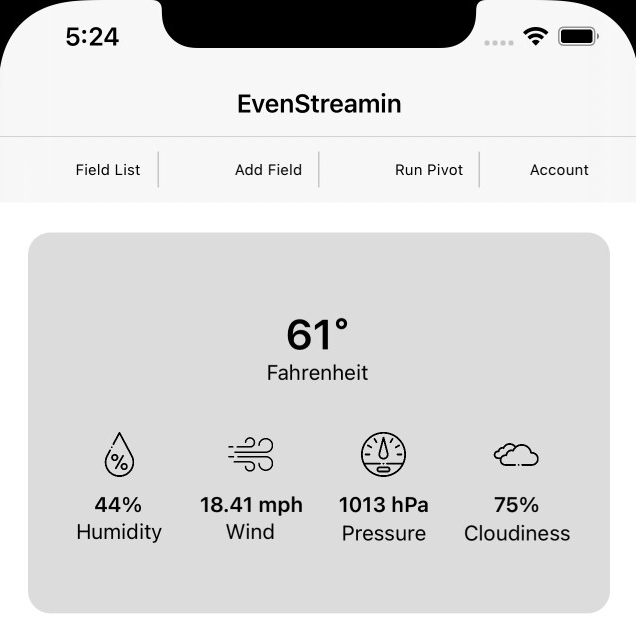 5:24
EvenStreamin
Field List Add Field Run Pivot Account
61°
Fahrenheit
%
44% 18.41 mph 1013 hPa 75%
Humidity Wind Pressure Cloudiness